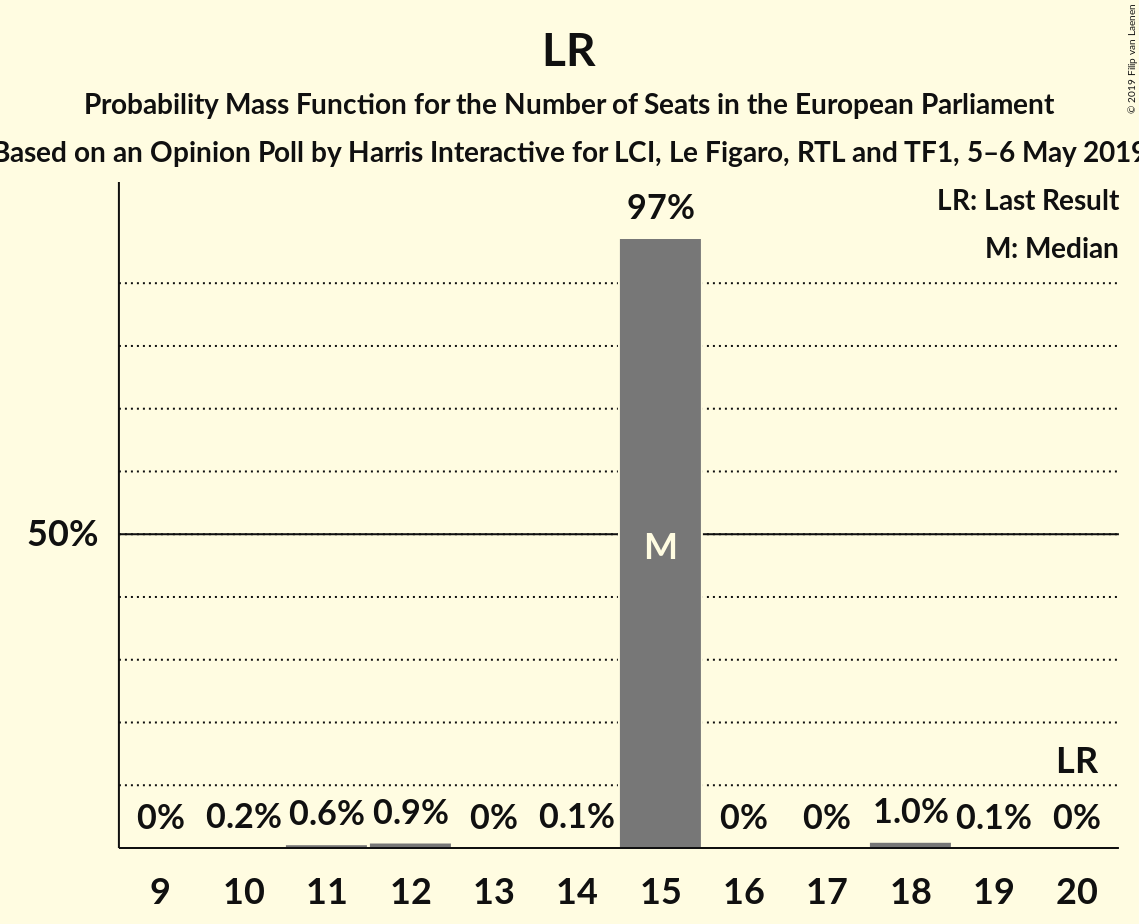 LR
Probability Mass Function for the Number of Seats in the European Parliament
Based on an Opinion Poll by Harris Interactive for LCI, Le Figaro, RTL and TF1, 5–6 May 2019
© 2019 Filip van Laenen
LR: Last Result
M: Median
97%
50%
M
LR
0% 0.2% 0.6% 0.9% 0% 0.1% 0% 0% 1.0% 0.1% 0%
9 10 11 12 13 14 15 16 17 18 19 20